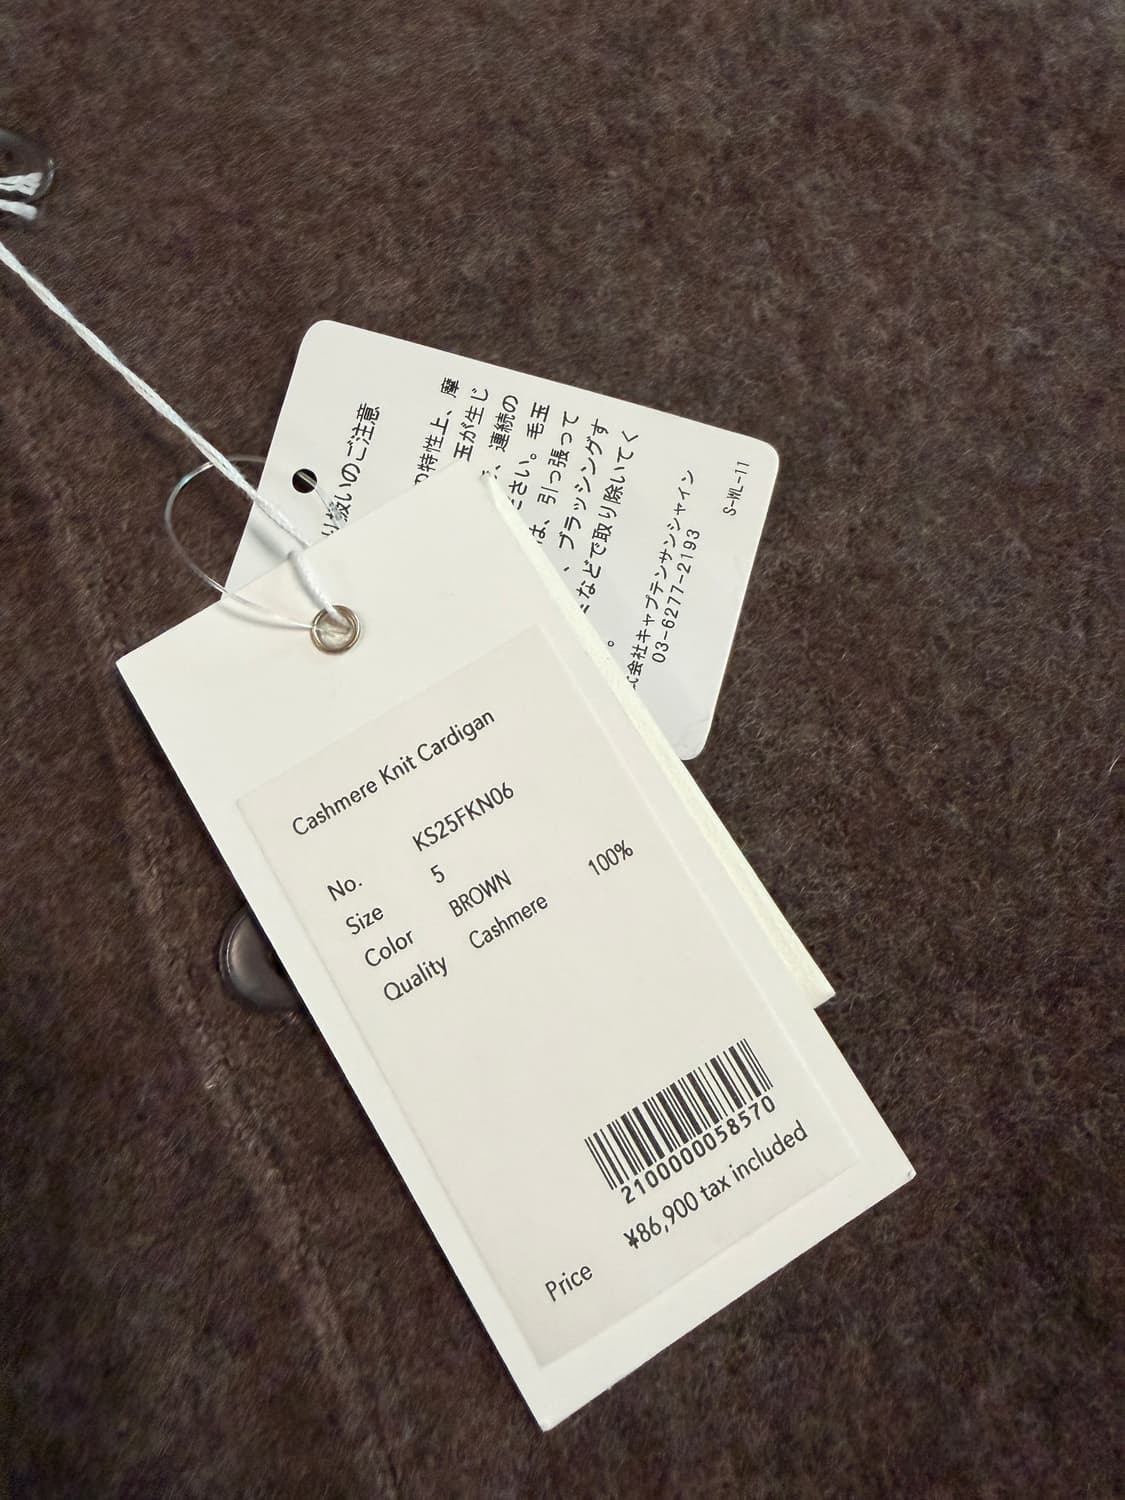 Cashmere Knit Cardigan
No. KS25FKN06
Size 5
Color BROWN
Quality Cashmere 100%
2100000058570
Price ¥86,900 tax included
り扱いのご注意
の特性上、摩
玉が生じ
、連続の
ださい。毛玉
は、引っ張って
、ブラッシングす
などで取り除いてく
。
式会社キャプテンサンシャイン
03-6277-2193
S-WL-11